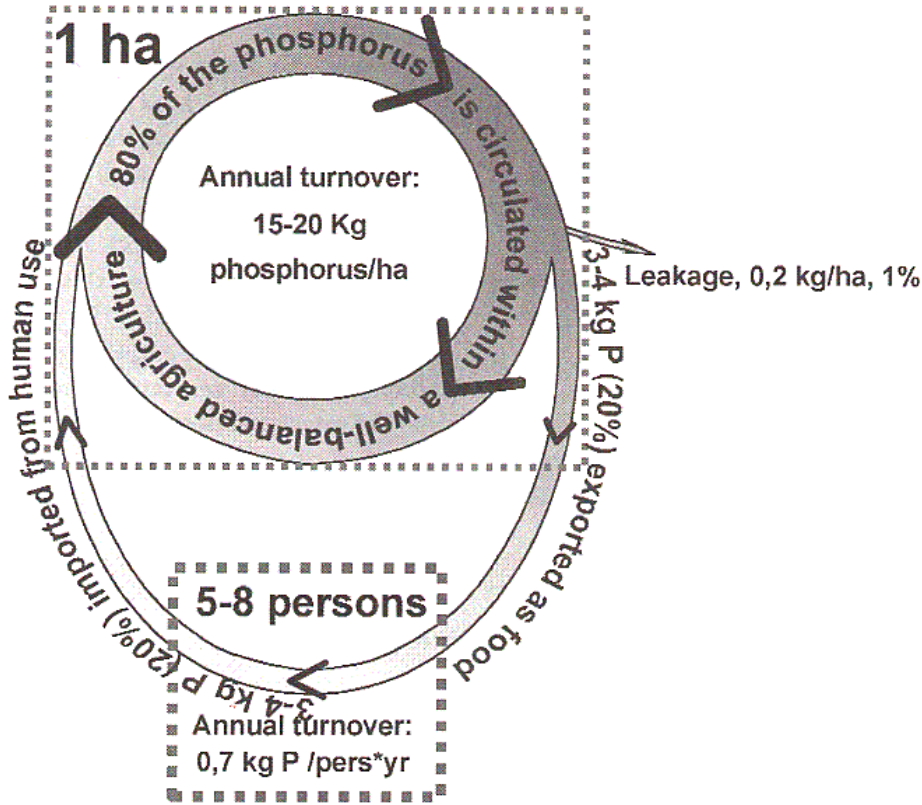 1 ha
80% of the phosphorus is circulated within a well-balanced agriculture
Annual turnover:
15-20 Kg
phosphorus/ha
Leakage, 0,2 kg/ha, 1%
3-4 kg P (20%) exported as food
3-4 kg P (20%) imported from human use
5-8 persons
Annual turnover:
0,7 kg P /pers*yr